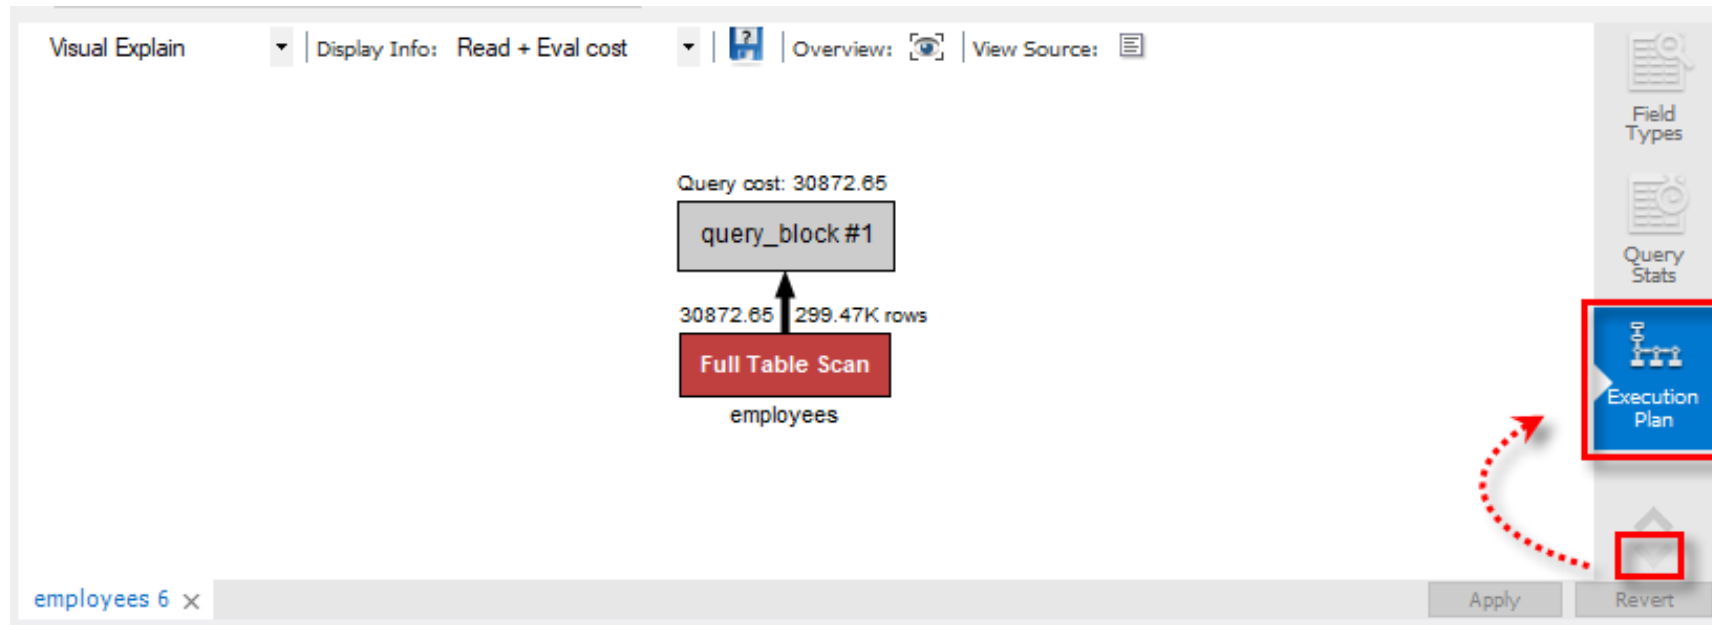 Visual Explain
Display Info: Read + Eval cost
Overview:
View Source:
Field
Types
Query cost: 30872.65
query_block #1
Query
Stats
30872.65 299.47K rows
Full Table Scan
employees
Execution
Plan
employees 6
Apply
Revert